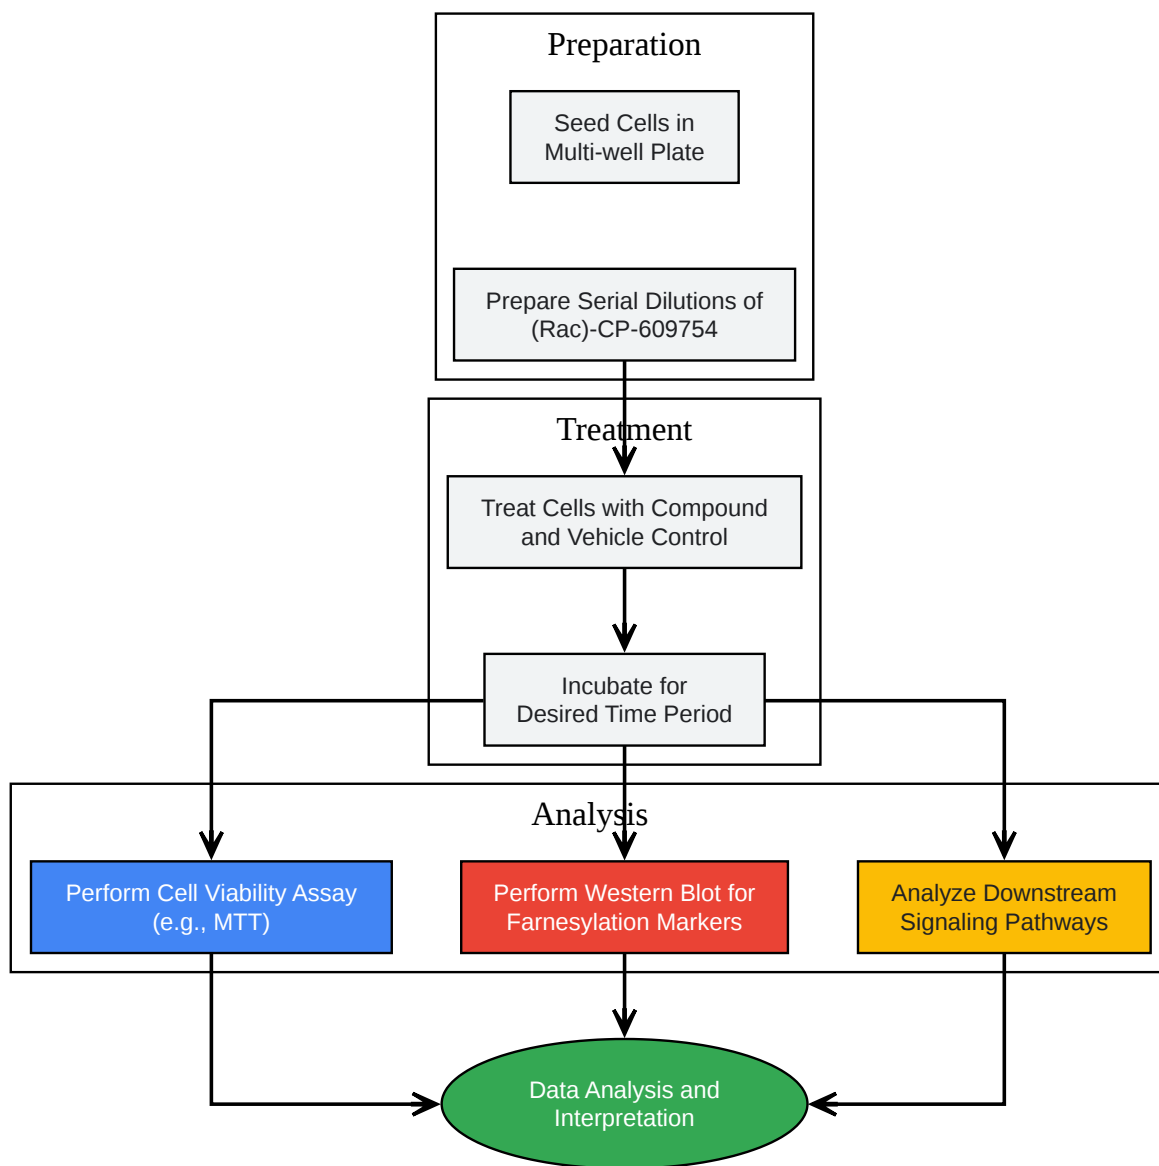 Preparation
Seed Cells in
Multi-well Plate
Prepare Serial Dilutions of
(Rac)-CP-609754
Treatment
Treat Cells with Compound
and Vehicle Control
Incubate for
Desired Time Period
Analysis
Perform Cell Viability Assay
(e.g., MTT)
Perform Western Blot for
Farnesylation Markers
Analyze Downstream
Signaling Pathways
Data Analysis and
Interpretation